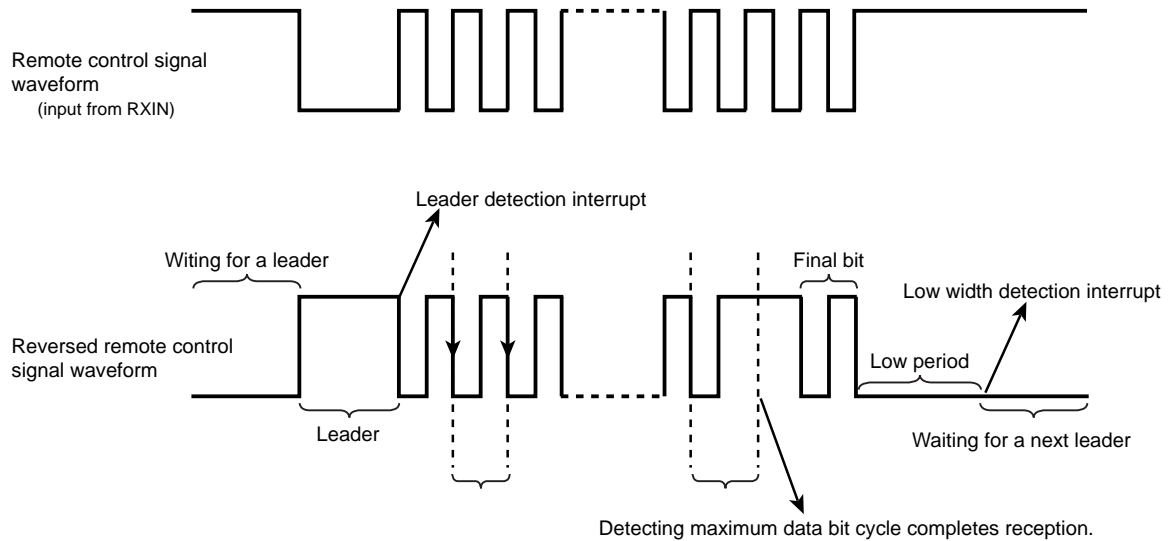 Remote control signal
waveform
(input from RXIN)
Leader detection interrupt
Witing for a leader
Final bit
Low width detection interrupt
Reversed remote control
signal waveform
Low period
Leader
Waiting for a next leader
Detecting maximum data bit cycle completes reception.